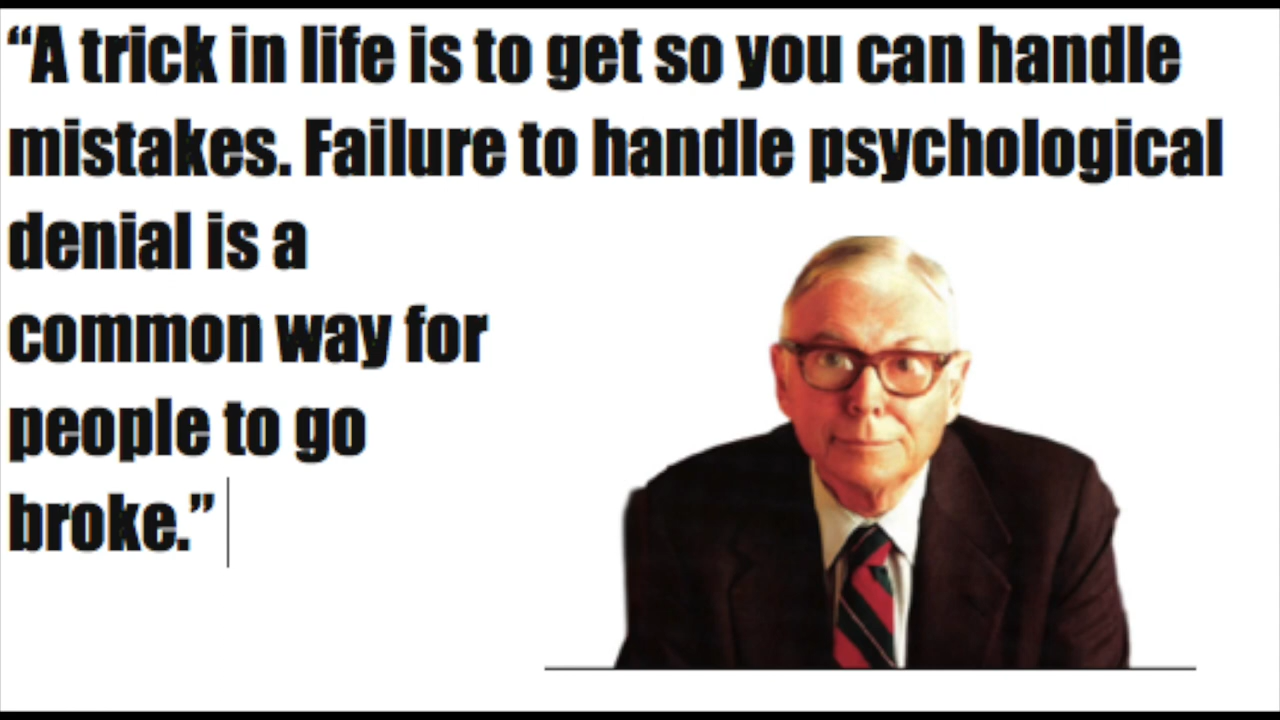 “A trick in life is to get so you can handle
mistakes. Failure to handle psychological
denial is a
common way for
people to go
broke.”